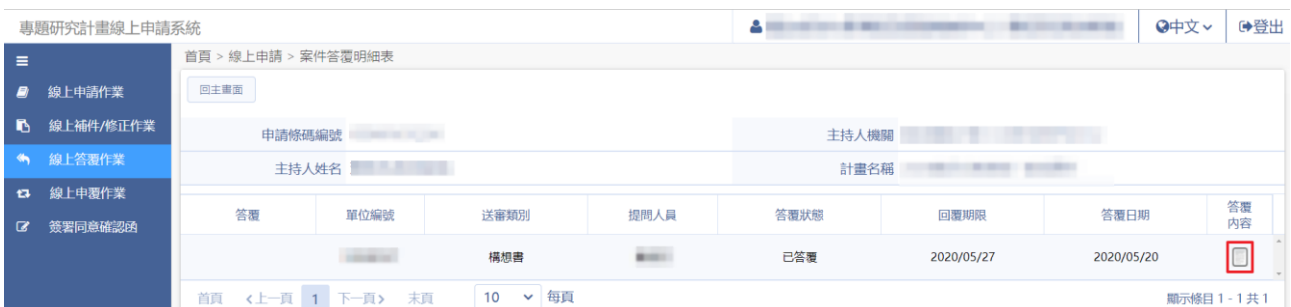 專題研究計畫線上申請系統 中文 登出
首頁 > 線上申請 > 案件答覆明細表
線上申請作業
線上補件/修正作業
線上答覆作業
線上申覆作業
簽署同意確認函
回主畫面
申請條碼編號 主持人機關
主持人姓名 計畫名稱
答覆 單位編號 送審類別 提問人員 答覆狀態 回覆期限 答覆日期 答覆內容
構想書 已答覆 2020/05/27 2020/05/20
首頁 上一頁 1 下一頁 末頁 10 每頁 顯示條目 1 - 1 共 1